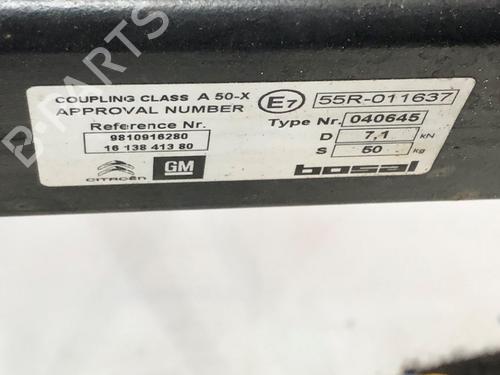 COUPLING CLASS A 50-X
APPROVAL NUMBER
E7 55R-011637
Reference Nr.
9810916280
16 138 413 80
Type Nr. 040645
D 7,1 kN
S 50 kg
CITROËN
GM
bosal
B-Parts